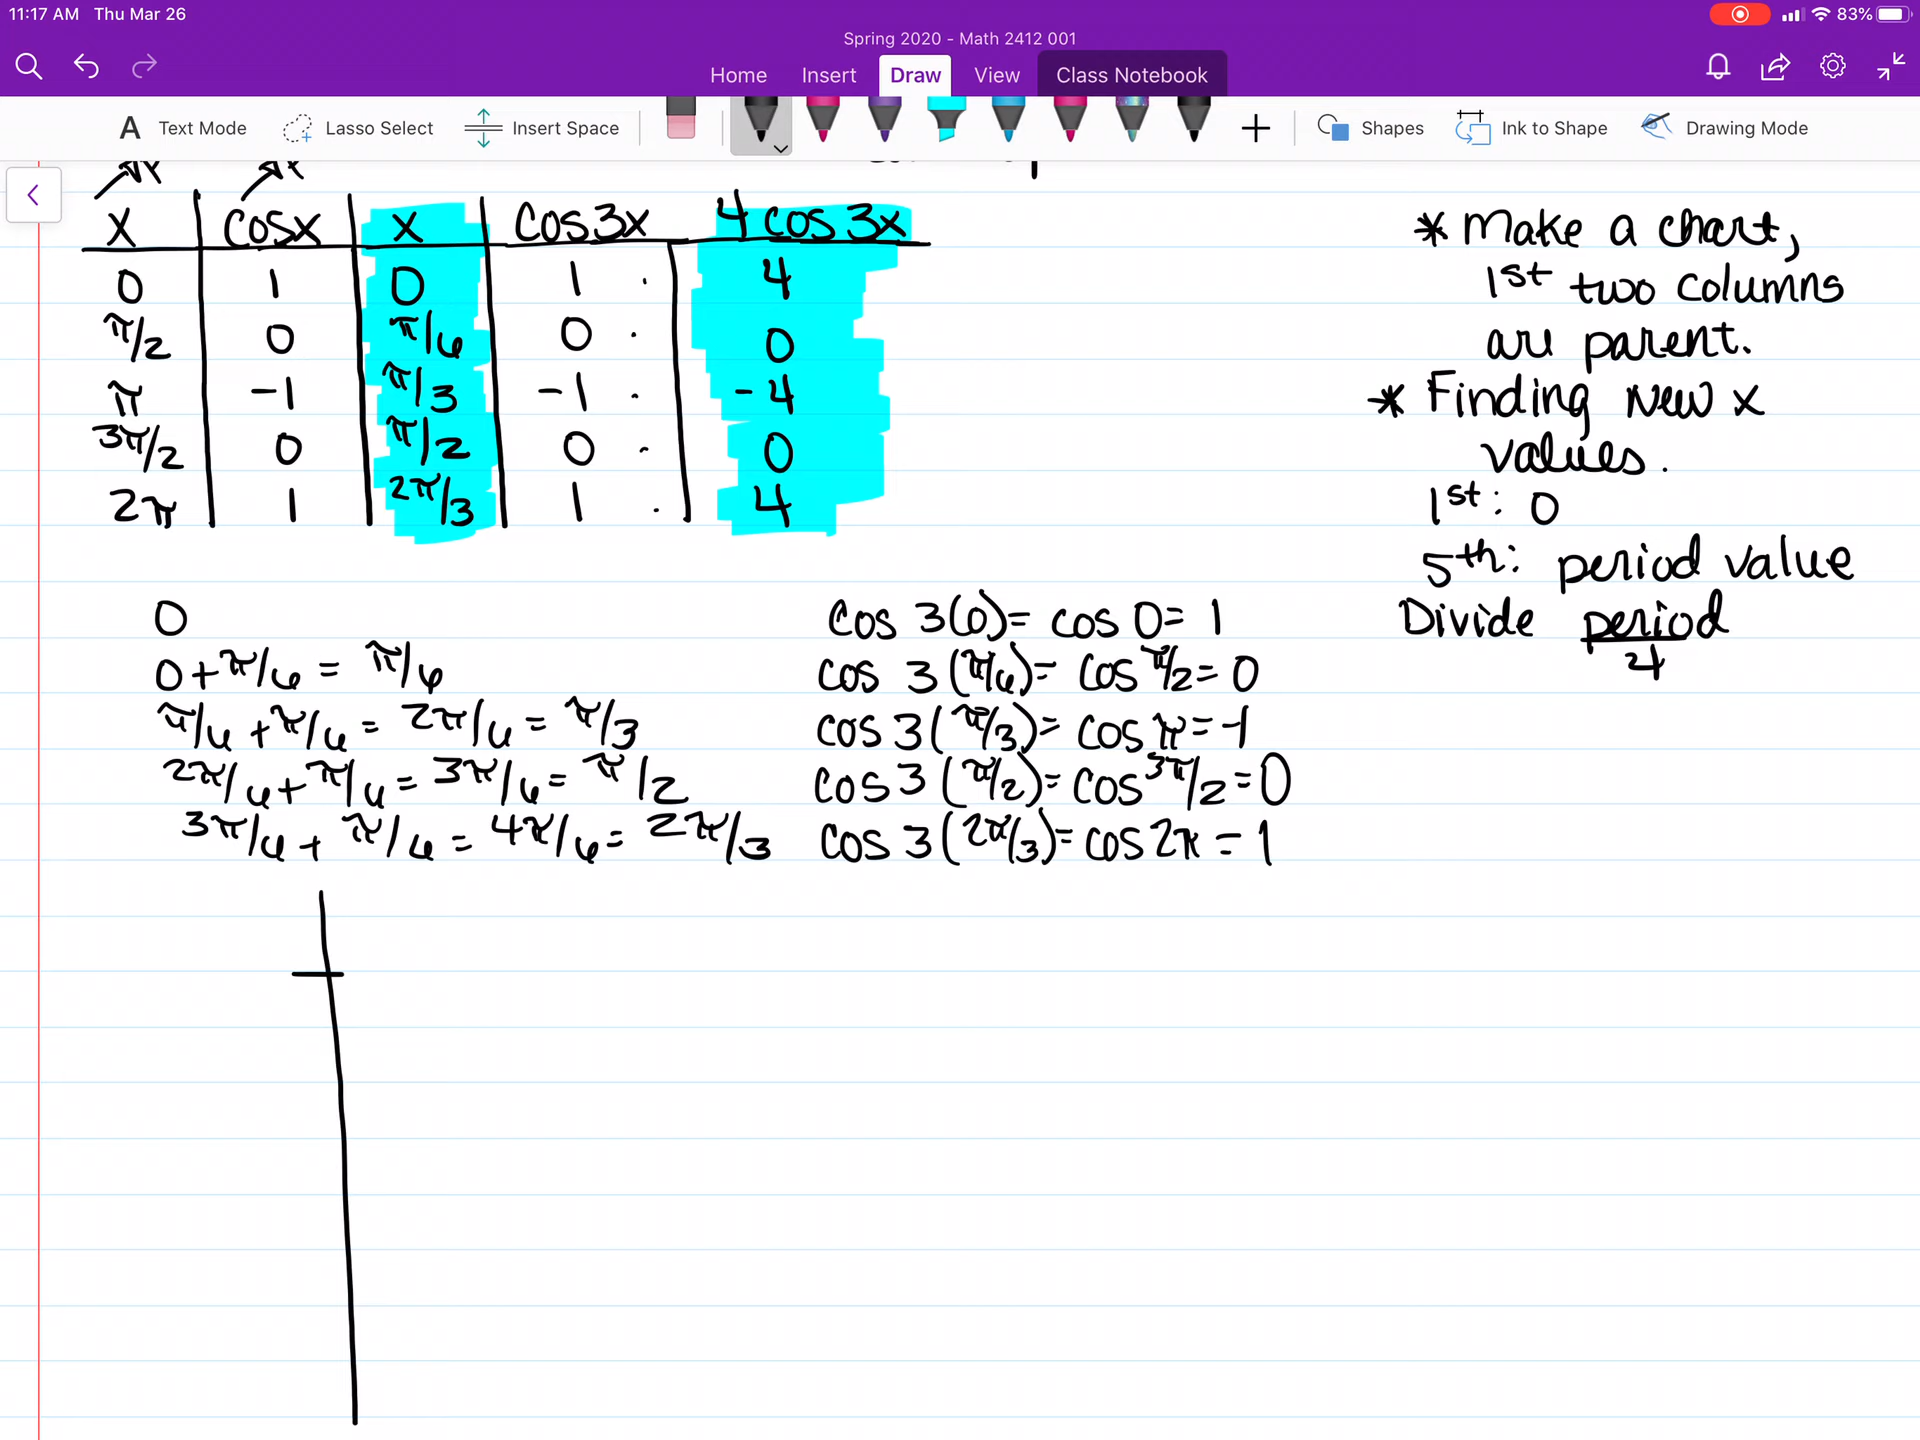 11:17 AM Thu Mar 26
83%
Spring 2020 - Math 2412 001
Home Insert Draw View Class Notebook
A Text Mode Lasso Select Insert Space Shapes Ink to Shape Drawing Mode
x cosx x cos3x 4 cos 3x
0 1 0 1 4
π/2 0 π/6 0 0
π -1 π/3 -1 -4
3π/2 0 π/2 0 0
2π 1 2π/3 1 4
* Make a chart,
1st two columns
are parent.
* Finding new x
values.
1st: 0
5th: period value
Divide period
4
0
0+π/6 = π/6
π/6 + π/6 = 2π/6 = π/3
2π/6 + π/6 = 3π/6 = π/2
3π/6 + π/6 = 4π/6 = 2π/3
cos 3(0) = cos 0 = 1
cos 3(π/6) = cos π/2 = 0
cos 3(π/3) = cos π = -1
cos 3(π/2) = cos 3π/2 = 0
cos 3(2π/3) = cos 2π = 1